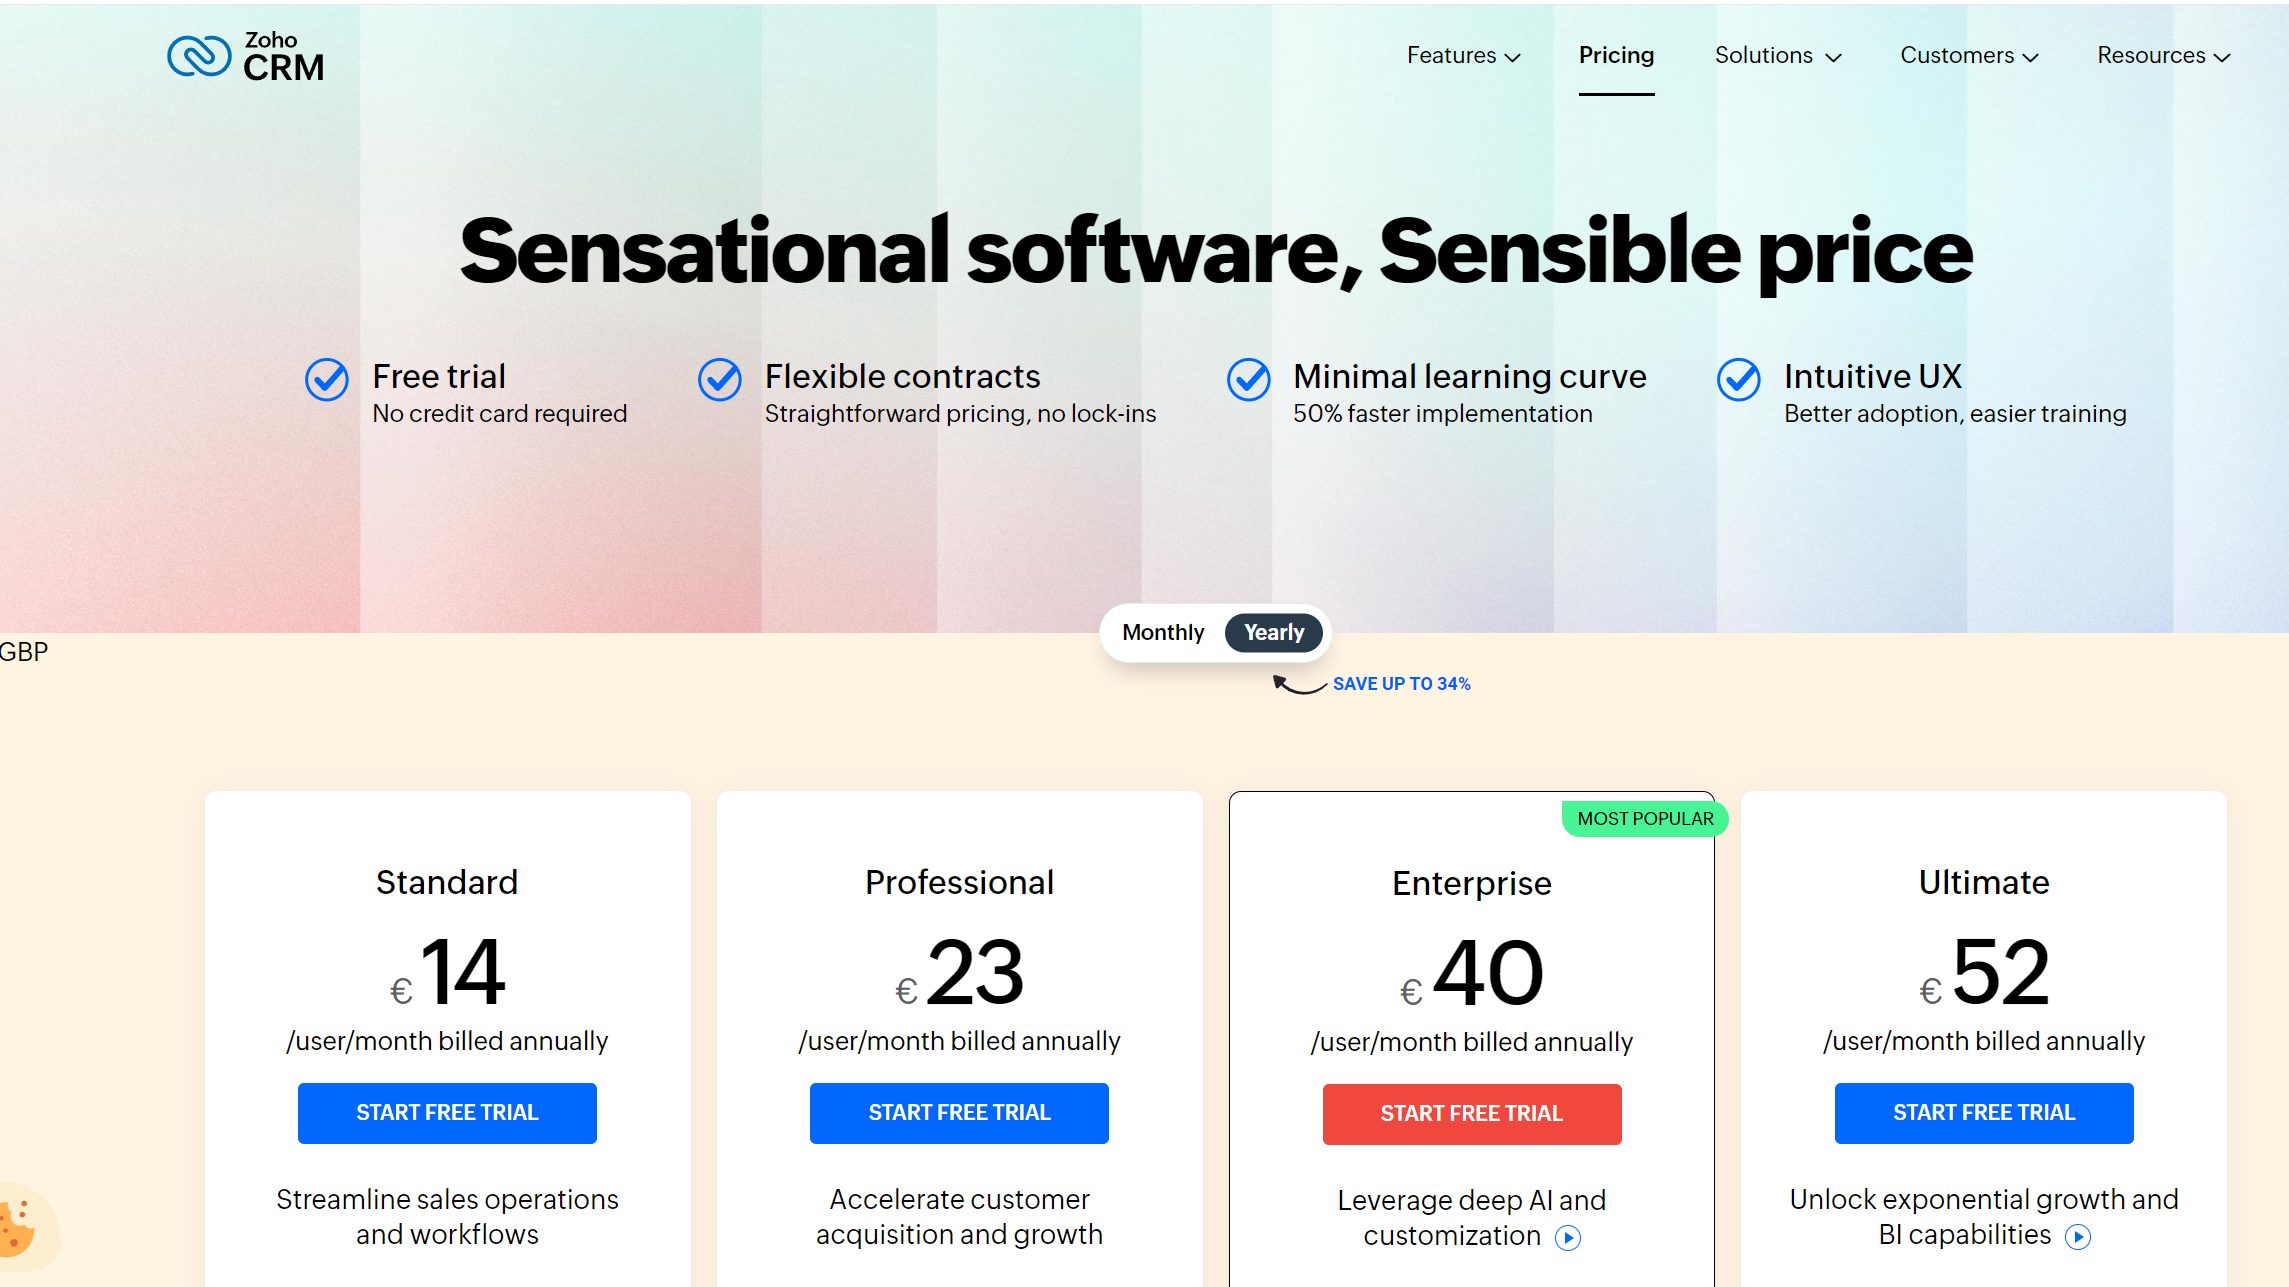 Zoho
CRM
Features
Pricing
Solutions
Customers
Resources
Sensational software, Sensible price
Free trial
No credit card required
Flexible contracts
Straightforward pricing, no lock-ins
Minimal learning curve
50% faster implementation
Intuitive UX
Better adoption, easier training
GBP
Monthly
Yearly
SAVE UP TO 34%
Standard
€14
/user/month billed annually
START FREE TRIAL
Streamline sales operations
and workflows
Professional
€23
/user/month billed annually
START FREE TRIAL
Accelerate customer
acquisition and growth
MOST POPULAR
Enterprise
€40
/user/month billed annually
START FREE TRIAL
Leverage deep AI and
customization
Ultimate
€52
/user/month billed annually
START FREE TRIAL
Unlock exponential growth and
BI capabilities